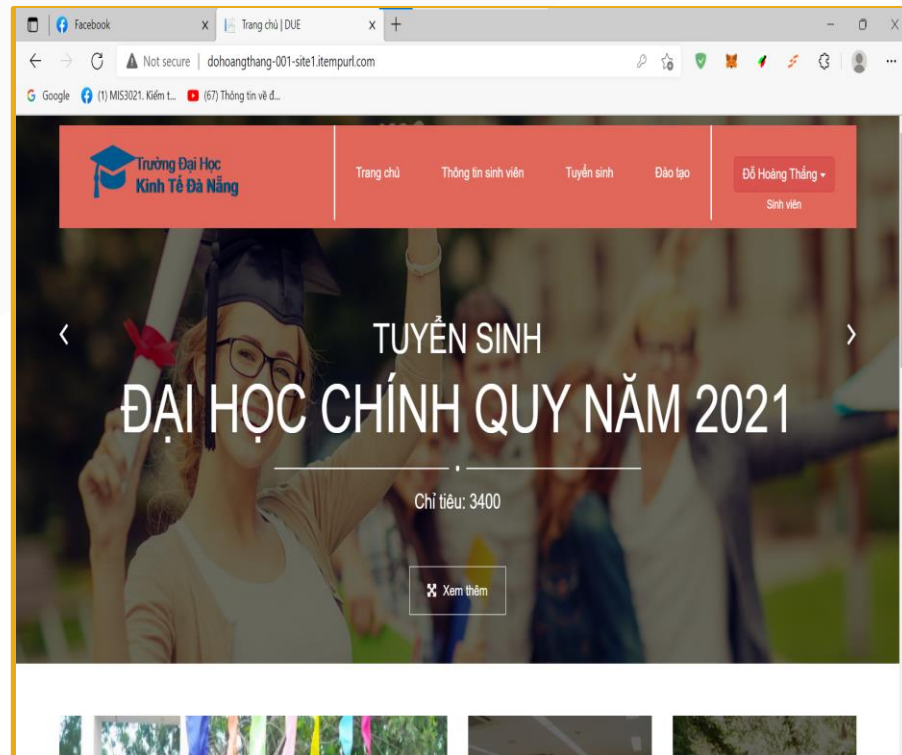 Facebook
Trang chủ | DUE
Not secure | dohoangthang-001-site1.itempurl.com
Google
(1) MIS3021. Kiểm t...
(67) Thông tin về đ...
Trường Đại Học
Kinh Tế Đà Nẵng
Trang chủ
Thông tin sinh viên
Tuyển sinh
Đào tạo
Đỗ Hoàng Thắng
Sinh viên
TUYỂN SINH
ĐẠI HỌC CHÍNH QUY NĂM 2021
Chỉ tiêu: 3400
Xem thêm